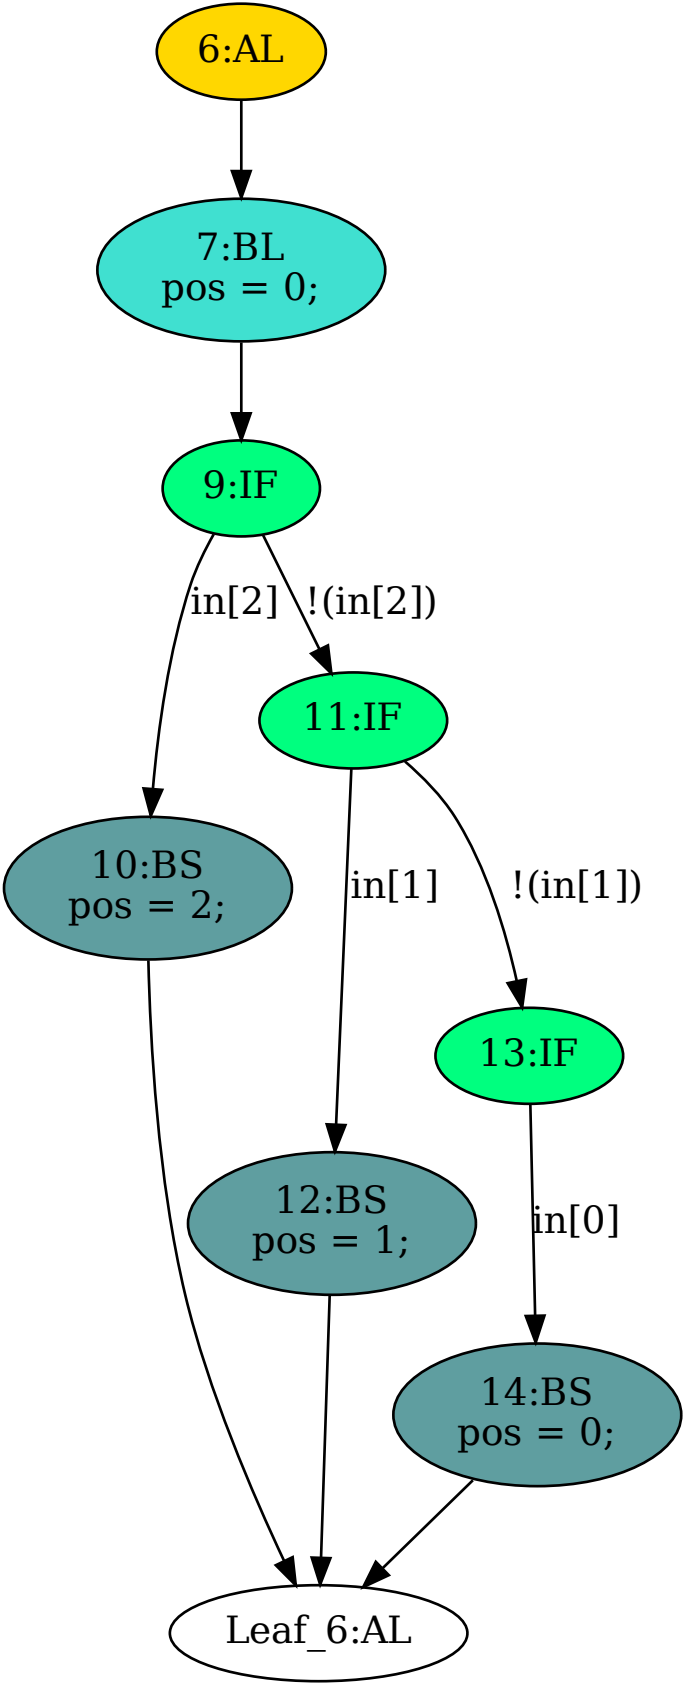 6:AL
7:BL
pos = 0;
9:IF
in[2]
!(in[2])
11:IF
10:BS
pos = 2;
in[1]
!(in[1])
13:IF
12:BS
pos = 1;
in[0]
14:BS
pos = 0;
Leaf_6:AL